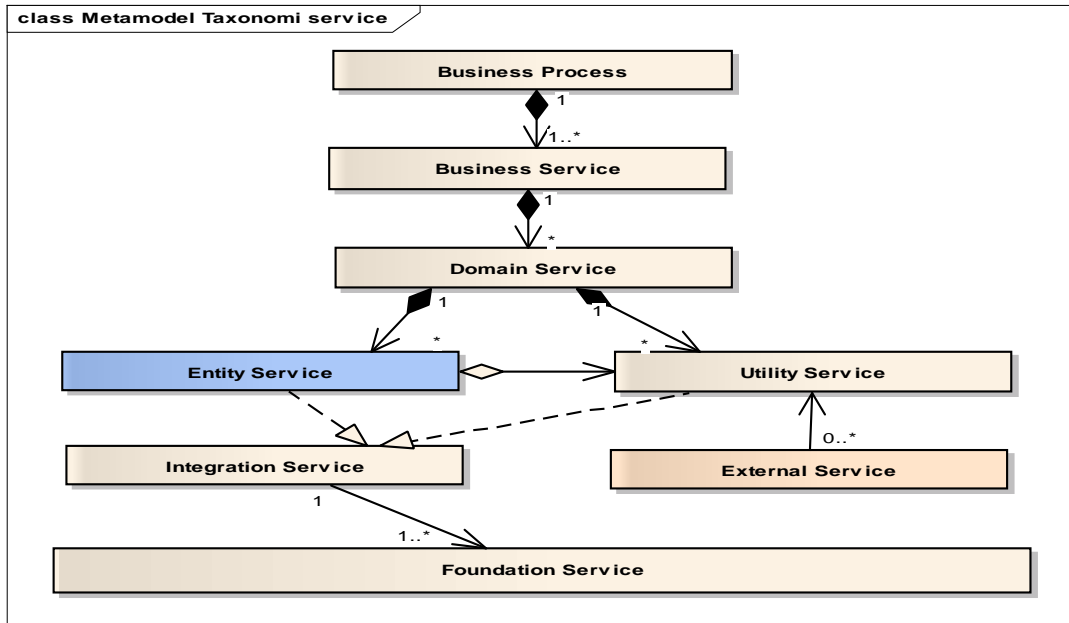 class Metamodel Taxonomi service
Business Process
1
1..*
Business Service
1
*
Domain Service
1
1
*
*
Entity Service
Utility Service
0..*
Integration Service
External Service
1
1..*
Foundation Service